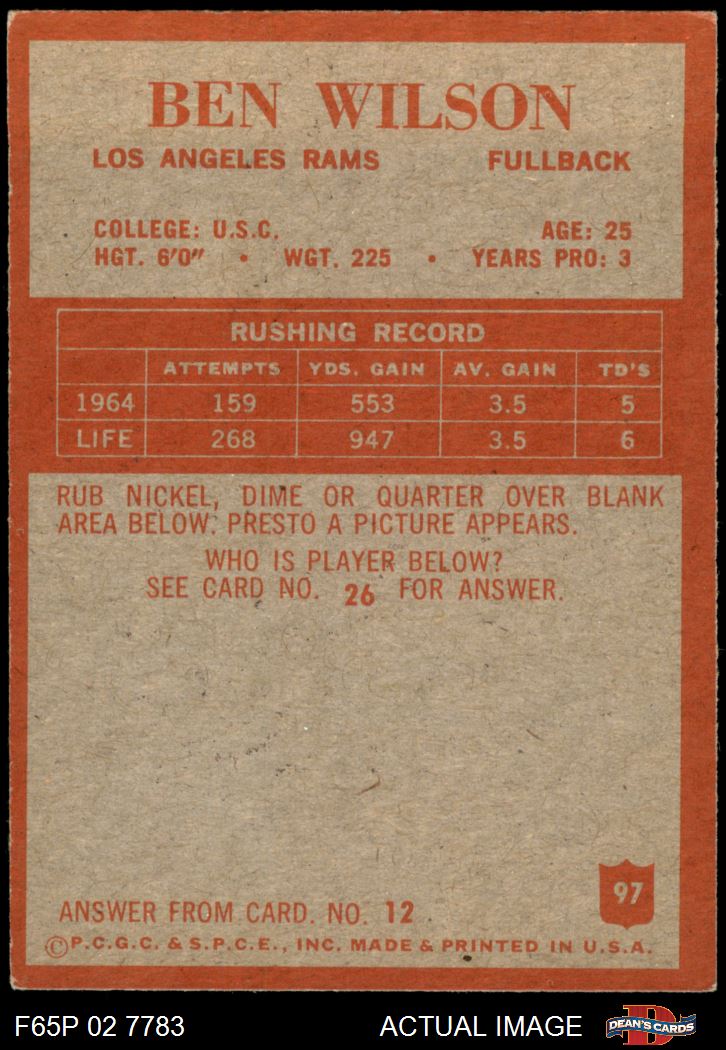 BEN WILSON
LOS ANGELES RAMS FULLBACK
COLLEGE: U.S.C. AGE: 25
HGT. 6'0" • WGT. 225 • YEARS PRO: 3
RUSHING RECORD
ATTEMPTS YDS. GAIN AV. GAIN TD'S
1964 159 553 3.5 5
LIFE 268 947 3.5 6
RUB NICKEL, DIME OR QUARTER OVER BLANK
AREA BELOW. PRESTO A PICTURE APPEARS.
WHO IS PLAYER BELOW?
SEE CARD NO. 26 FOR ANSWER.
97
ANSWER FROM CARD. NO. 12
©P.C.G.C. & S.P.C.E., INC. MADE & PRINTED IN U.S.A.
F65P 02 7783 ACTUAL IMAGE D DEAN'S CARDS